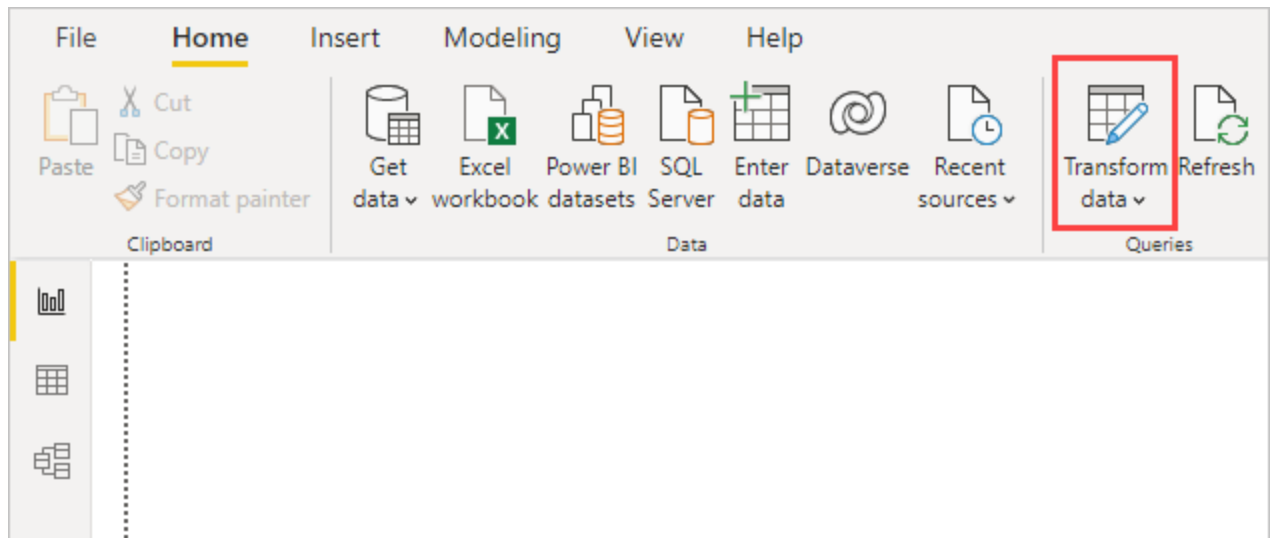 File Home Insert Modeling View Help
Paste
Cut
Copy
Format painter
Clipboard
Get
data
Excel
workbook
Power BI
datasets
SQL
Server
Enter
data
Dataverse
Recent
sources
Data
Transform
data
Refresh
Queries